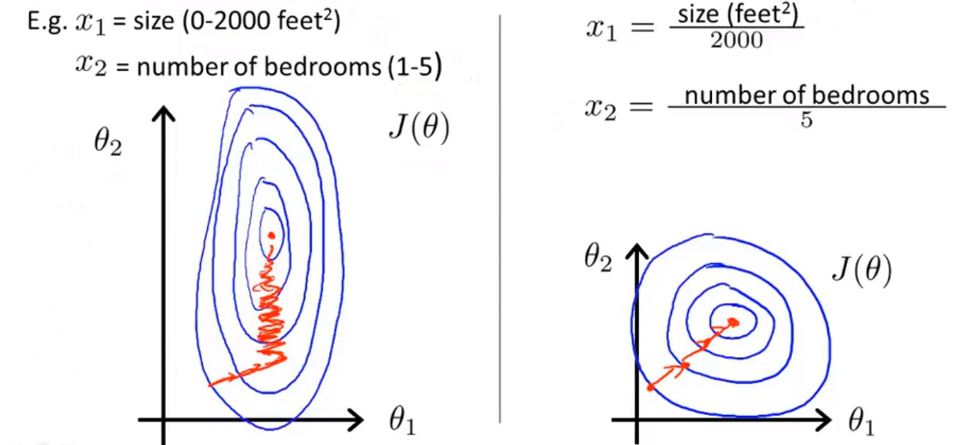 E.g. x₁ = size (0-2000 feet²)
x₂ = number of bedrooms (1-5)
θ₂
J(θ)
θ₁
x₁ = size (feet²) / 2000
x₂ = number of bedrooms / 5
θ₂
J(θ)
θ₁